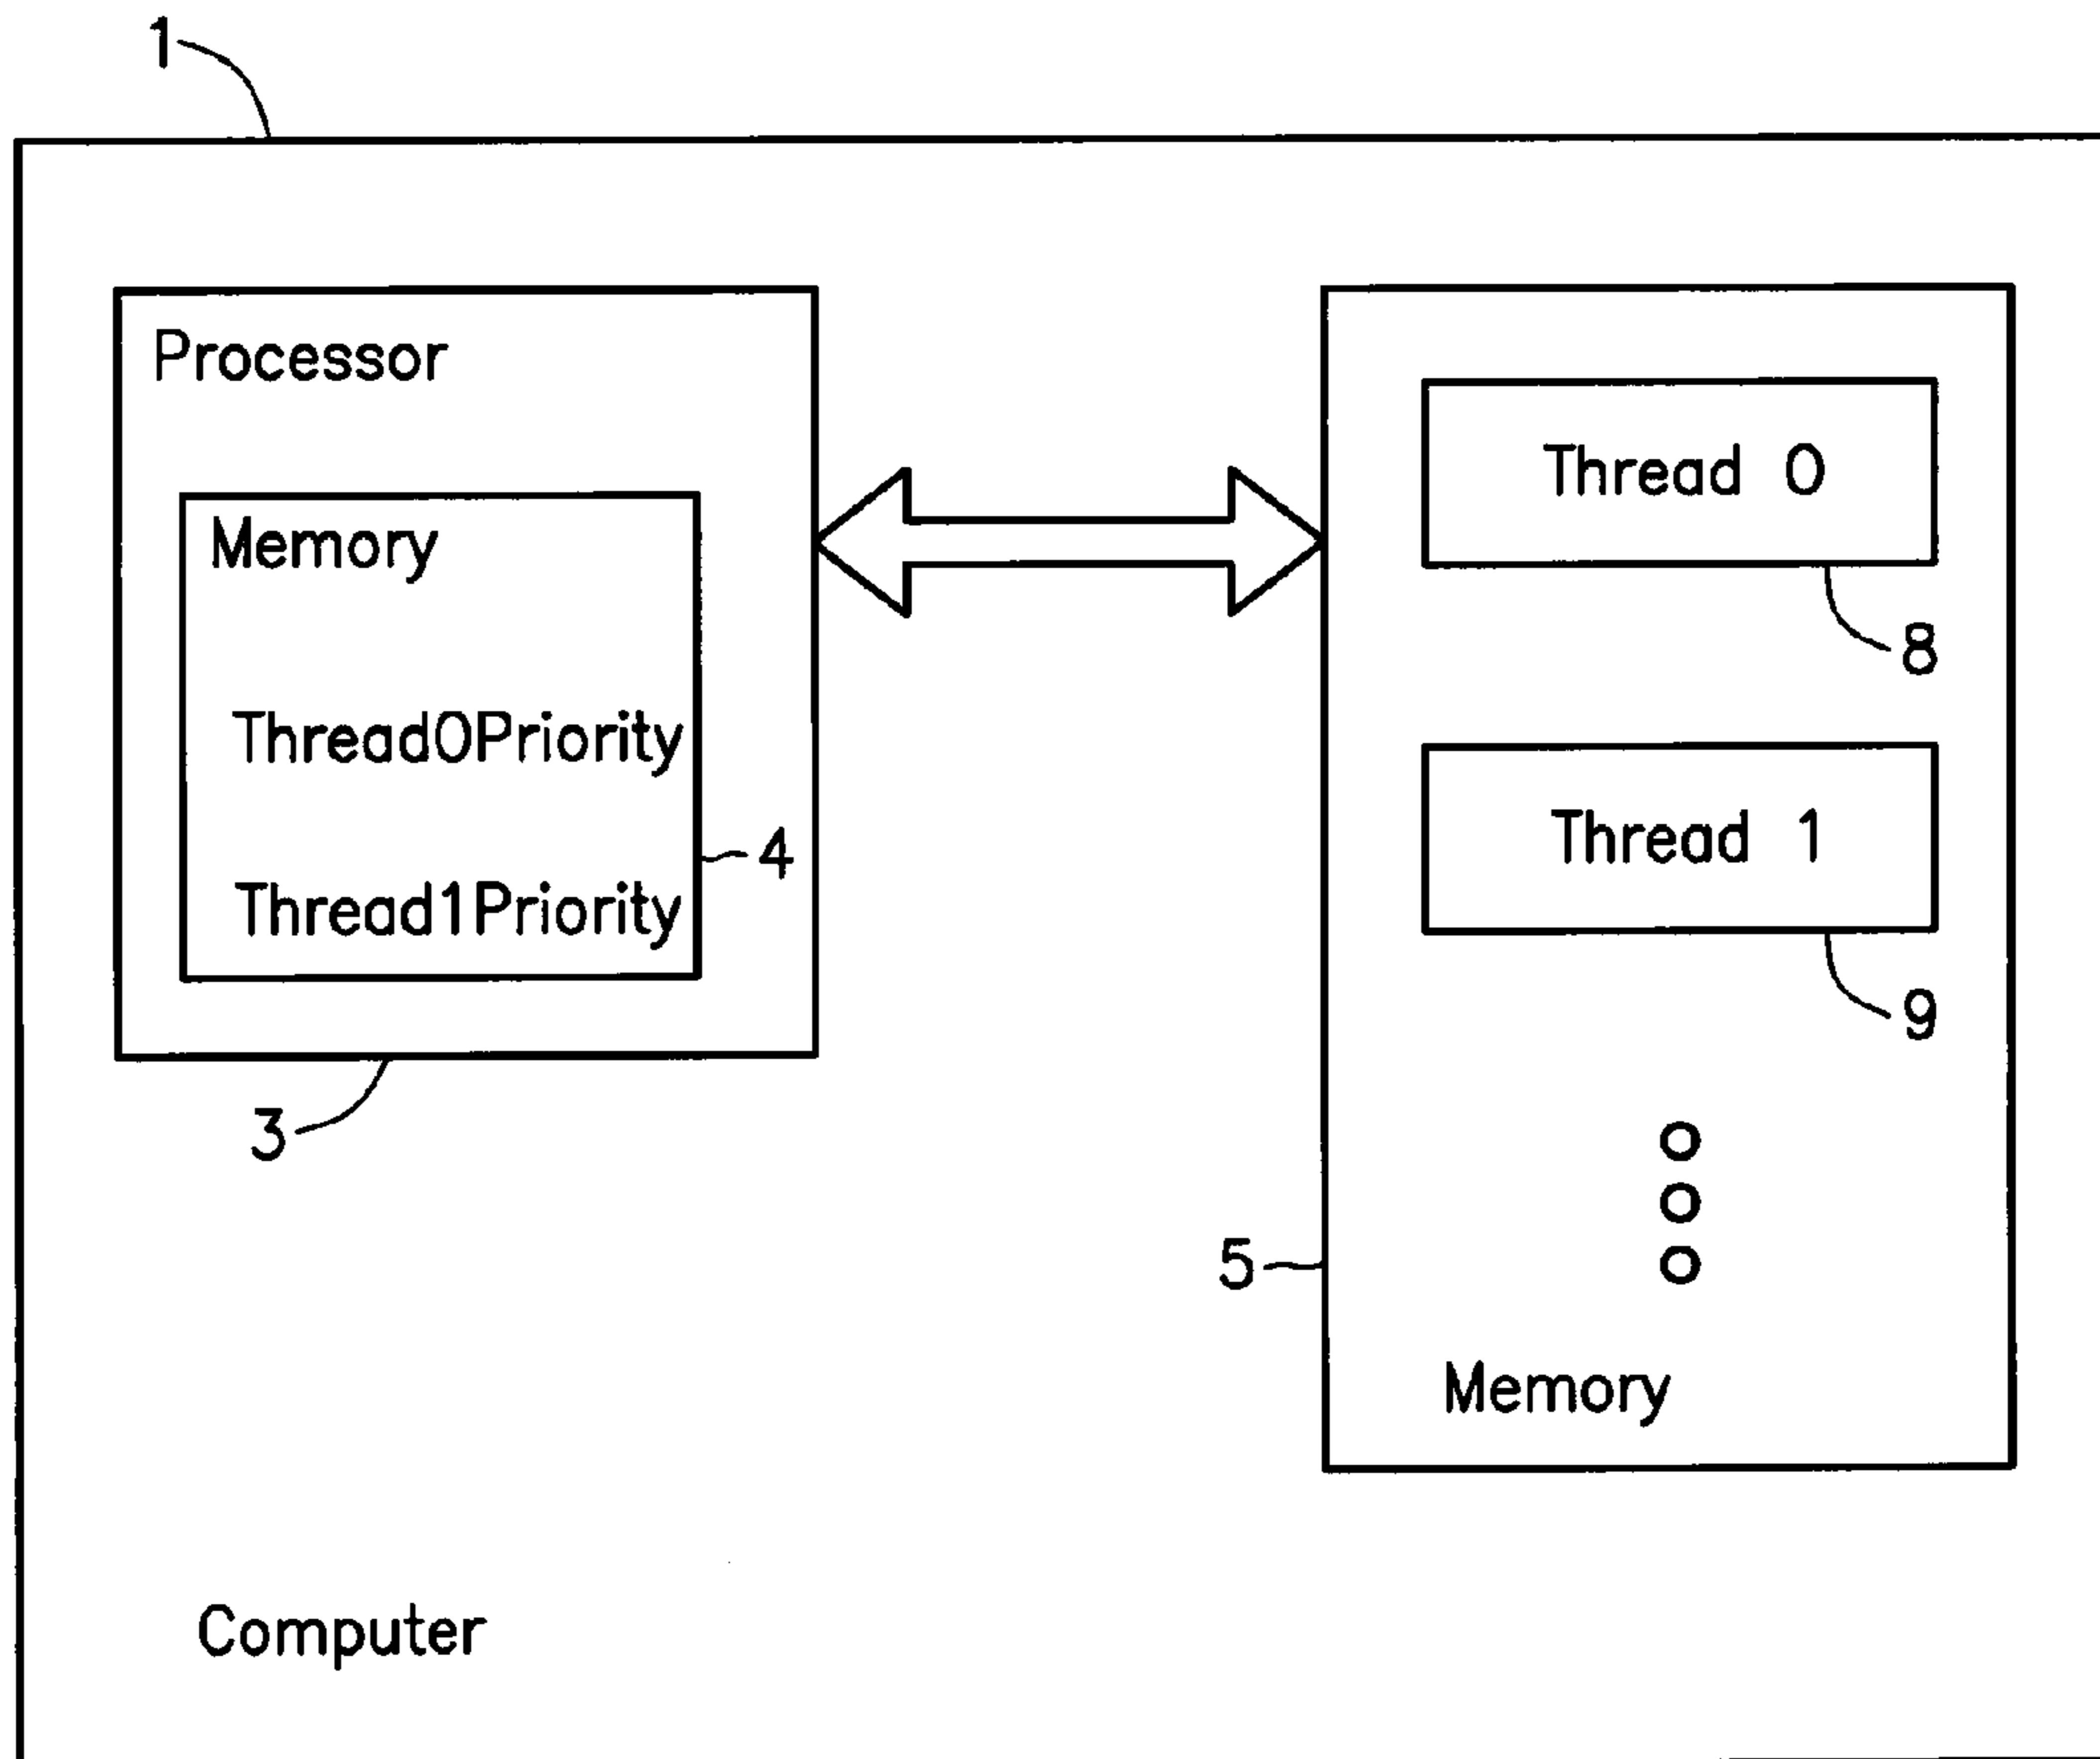 1
Processor
Memory
Thread0Priority
Thread1Priority
4
3
Thread 0
8
Thread 1
9
5
Memory
Computer